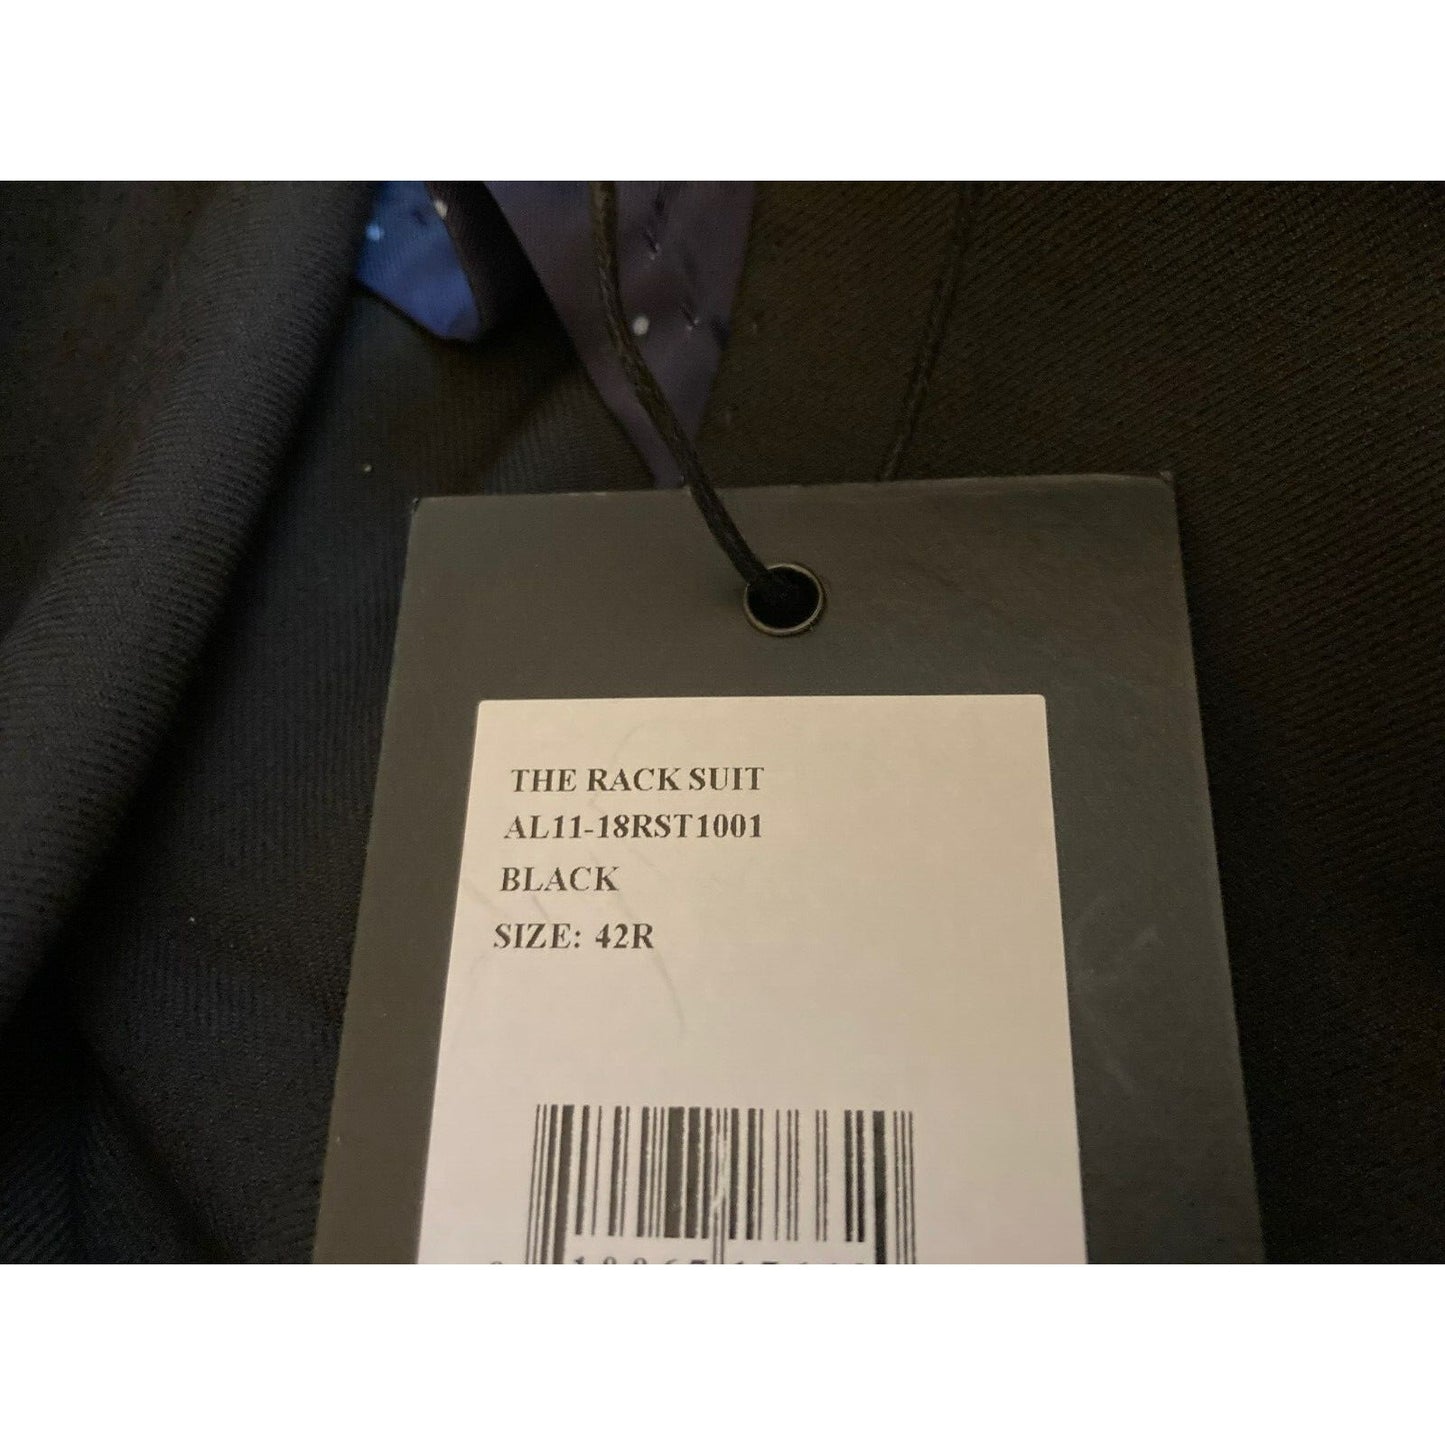 THE RACK SUIT
AL11-18RST1001
BLACK
SIZE: 42R